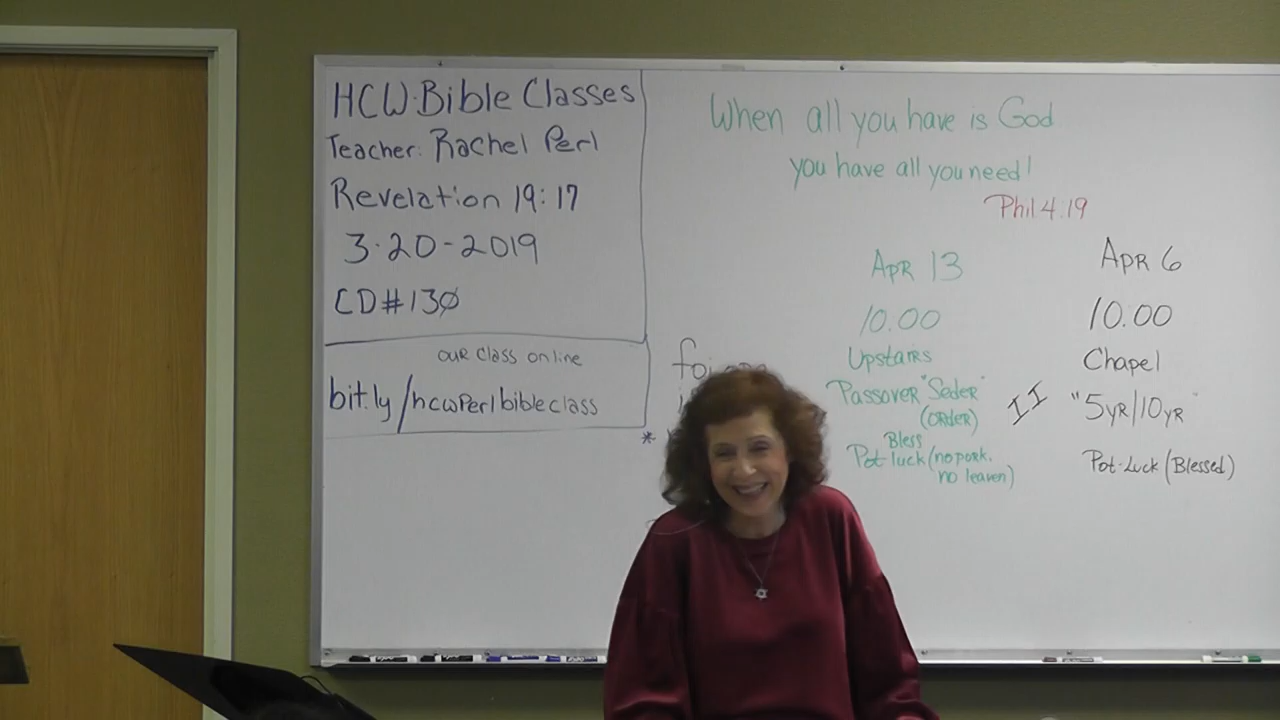 HCW Bible Classes
Teacher: Rachel Perl
Revelation 19:17
3-20-2019
CD#130
our class online
bit.ly/hcwPerlbibleclass
When all you have is God
you have all you need!
Phil.4.19
Apr 13
10.00
Upstairs
Passover "Seder"
(order)
Bless
Pot luck (no pork.
no leaven)
II
Apr 6
10.00
Chapel
"5yr/10yr"
Pot-Luck (Blessed)
*